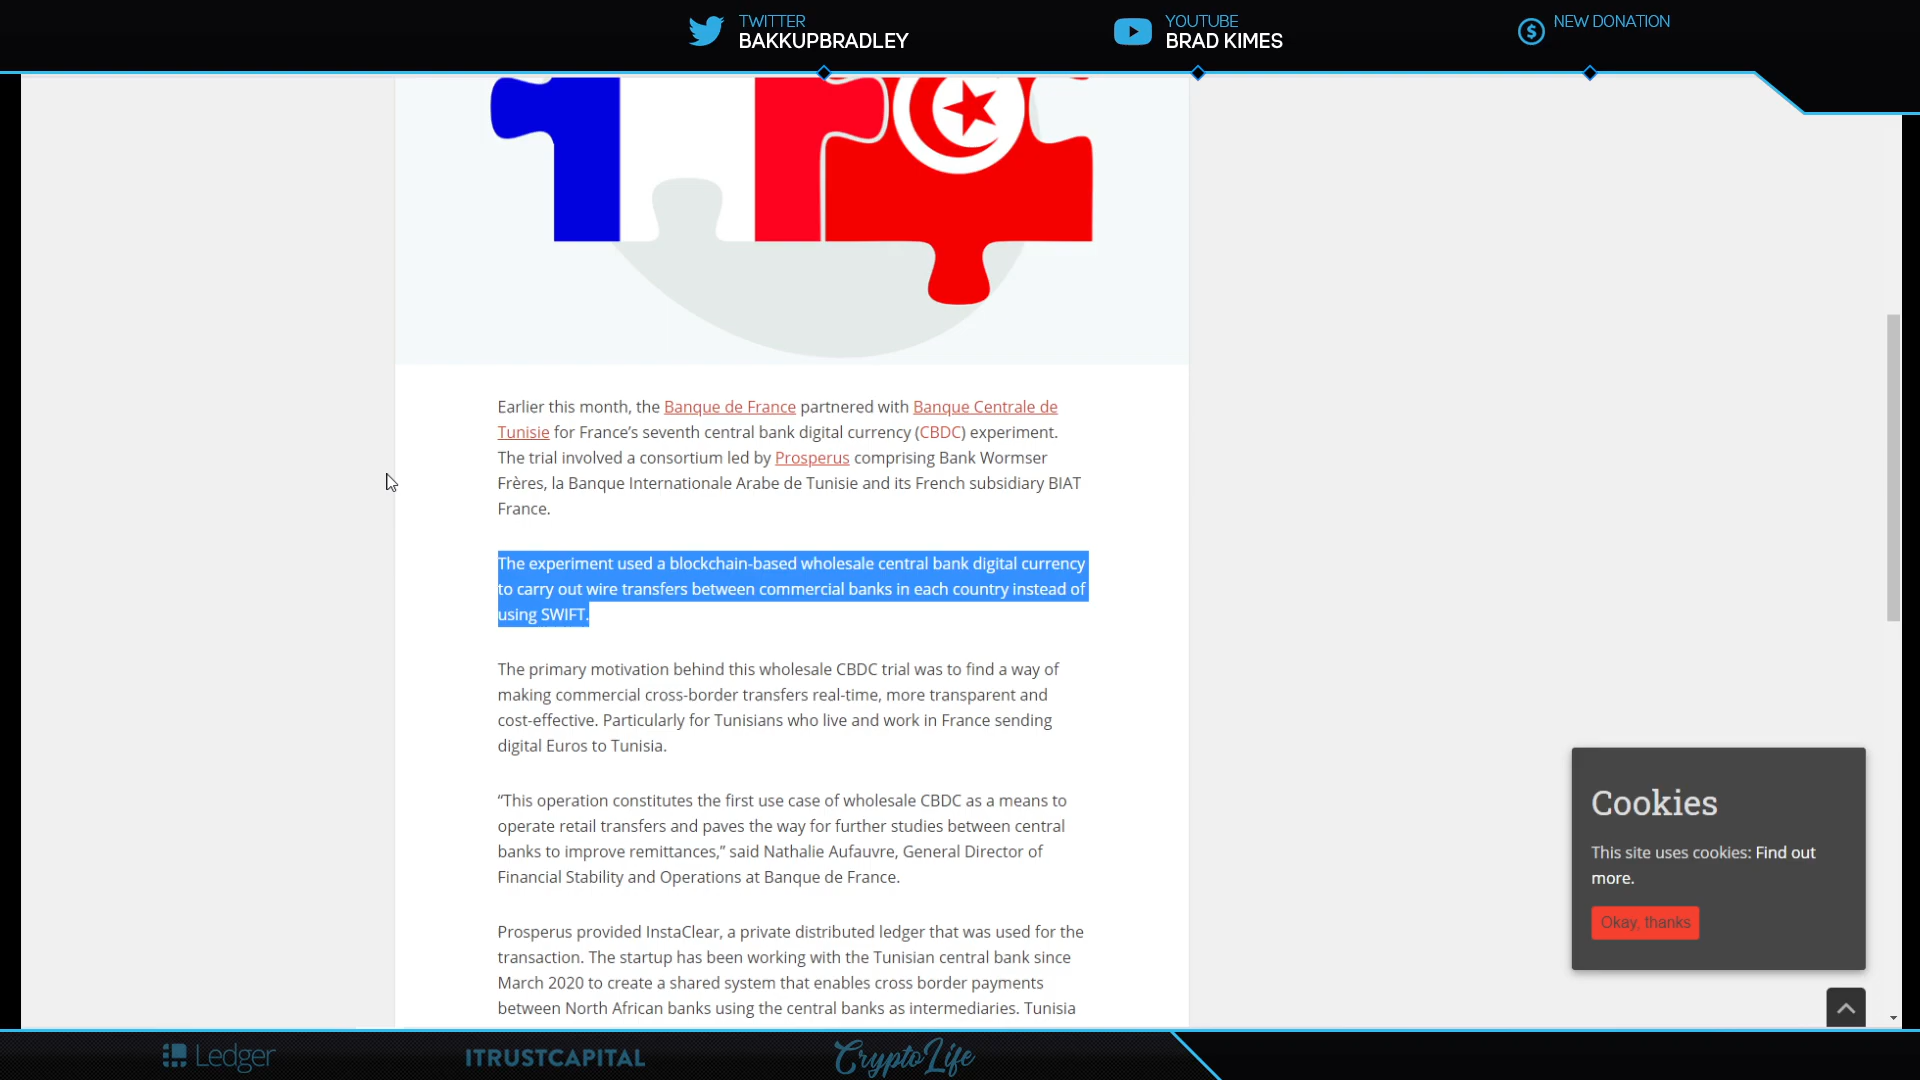 TWITTER
BAKKUPBRADLEY
YOUTUBE
BRAD KIMES
NEW DONATION
Earlier this month, the Banque de France partnered with Banque Centrale de
Tunisie for France's seventh central bank digital currency (CBDC) experiment.
The trial involved a consortium led by Prosperus comprising Bank Wormser
Frères, la Banque Internationale Arabe de Tunisie and its French subsidiary BIAT
France.
The experiment used a blockchain-based wholesale central bank digital currency
to carry out wire transfers between commercial banks in each country instead of
using SWIFT.
The primary motivation behind this wholesale CBDC trial was to find a way of
making commercial cross-border transfers real-time, more transparent and
cost-effective. Particularly for Tunisians who live and work in France sending
digital Euros to Tunisia.
“This operation constitutes the first use case of wholesale CBDC as a means to
operate retail transfers and paves the way for further studies between central
banks to improve remittances,” said Nathalie Aufauvre, General Director of
Financial Stability and Operations at Banque de France.
Prosperus provided InstaClear, a private distributed ledger that was used for the
transaction. The startup has been working with the Tunisian central bank since
March 2020 to create a shared system that enables cross border payments
between North African banks using the central banks as intermediaries. Tunisia
Cookies
This site uses cookies: Find out
more.
Okay, thanks
Ledger
ITRUSTCAPITAL
CryptoLife